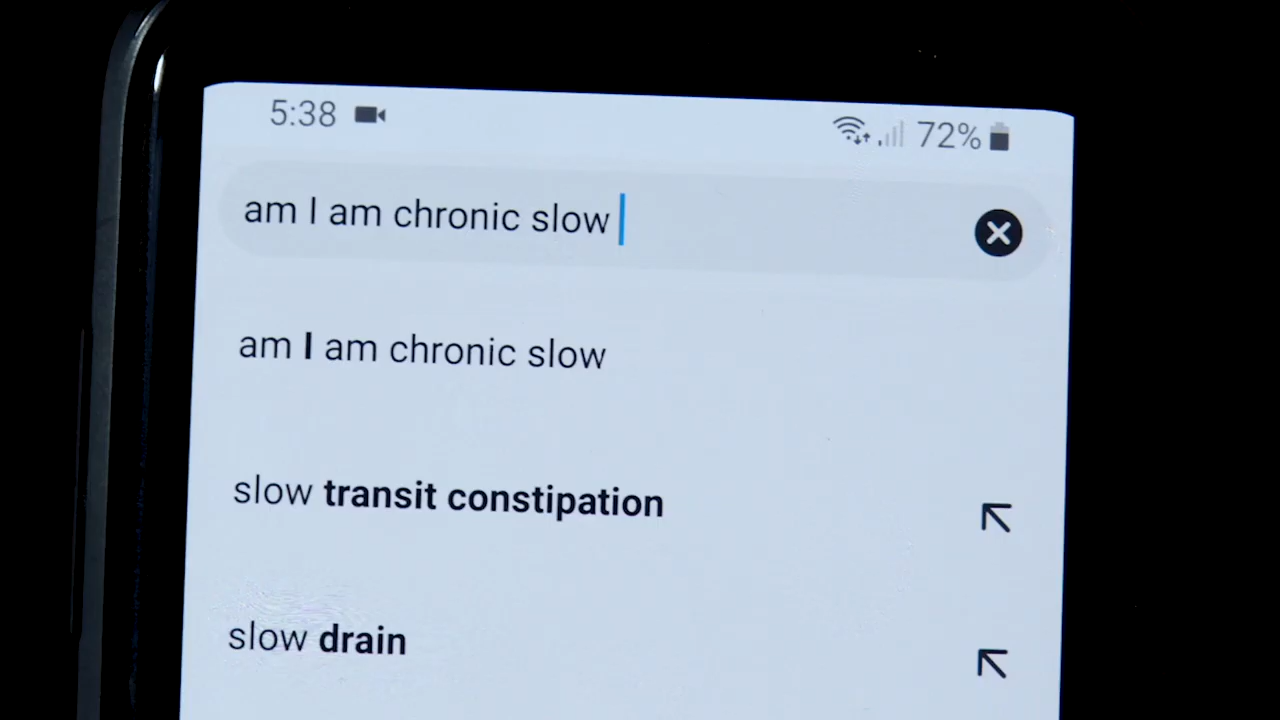 5:38 72%
am I am chronic slow
am I am chronic slow
slow transit constipation
slow drain